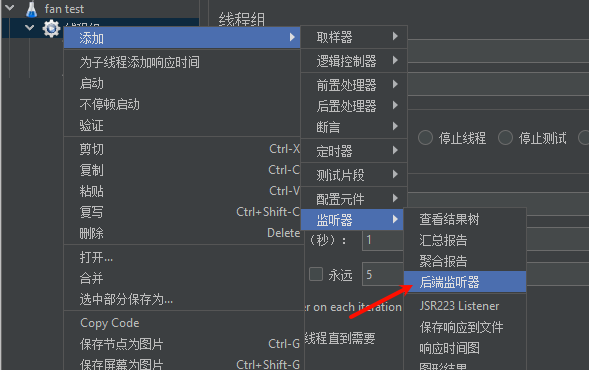 fan test
线程组
线程组
添加
为子线程添加响应时间
启动
不停顿启动
验证
剪切 Ctrl-X
复制 Ctrl-C
粘贴 Ctrl-V
复写 Ctrl+Shift-C
删除 Delete
打开...
合并
选中部分保存为...
Copy Code
保存节点为图片 Ctrl-G
保存屏幕为图片 Ctrl+Shift-G
取样器
逻辑控制器
前置处理器
后置处理器
断言
定时器
测试片段
配置元件
监听器
查看结果树
汇总报告
聚合报告
后端监听器
JSR223 Listener
保存响应到文件
响应时间图
图形结果
停止线程 停止测试
（秒）： 1
永远 5
er on each iteration
线程直到需要